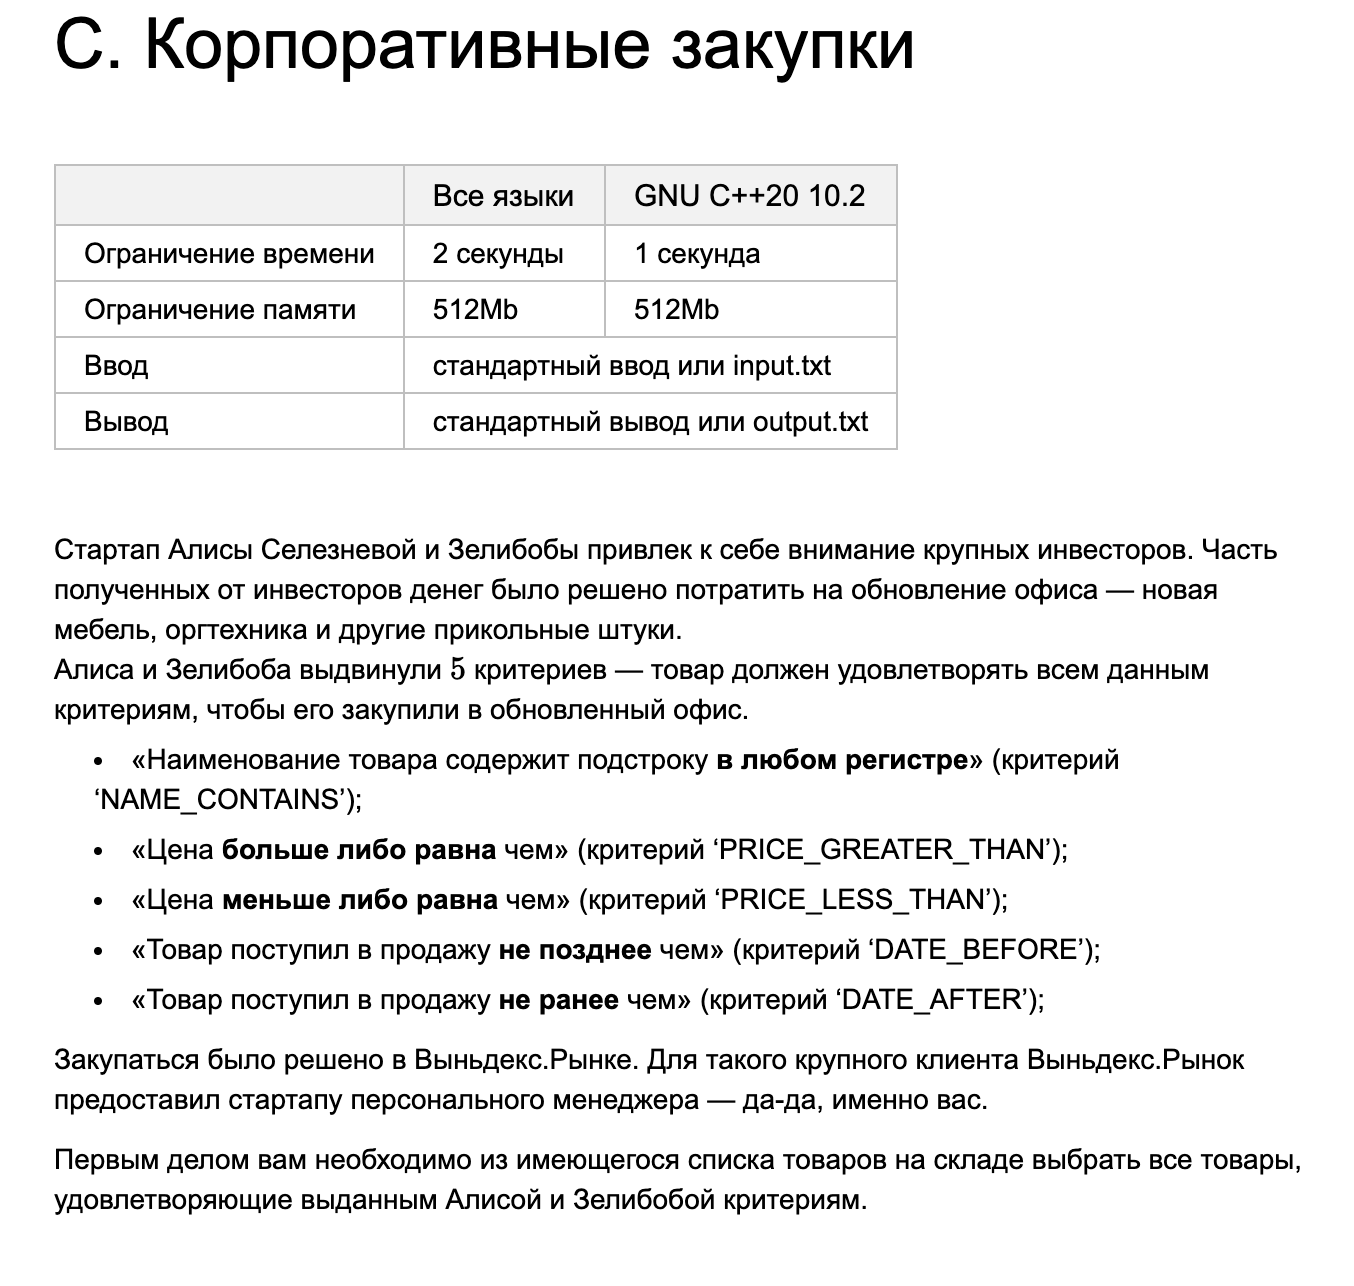 C. Корпоративные закупки
Все языки GNU C++20 10.2
Ограничение времени 2 секунды 1 секунда
Ограничение памяти 512Mb 512Mb
Ввод стандартный ввод или input.txt
Вывод стандартный вывод или output.txt
Стартап Алисы Селезневой и Зелибобы привлек к себе внимание крупных инвесторов. Часть
полученных от инвесторов денег было решено потратить на обновление офиса — новая
мебель, оргтехника и другие прикольные штуки.
Алиса и Зелибоба выдвинули 5 критериев — товар должен удовлетворять всем данным
критериям, чтобы его закупили в обновленный офис.
• «Наименование товара содержит подстроку в любом регистре» (критерий
‘NAME_CONTAINS’);
• «Цена больше либо равна чем» (критерий ‘PRICE_GREATER_THAN’);
• «Цена меньше либо равна чем» (критерий ‘PRICE_LESS_THAN’);
• «Товар поступил в продажу не позднее чем» (критерий ‘DATE_BEFORE’);
• «Товар поступил в продажу не ранее чем» (критерий ‘DATE_AFTER’);
Закупаться было решено в Выньдекс.Рынке. Для такого крупного клиента Выньдекс.Рынок
предоставил стартапу персонального менеджера — да-да, именно вас.
Первым делом вам необходимо из имеющегося списка товаров на складе выбрать все товары,
удовлетворяющие выданным Алисой и Зелибобой критериям.